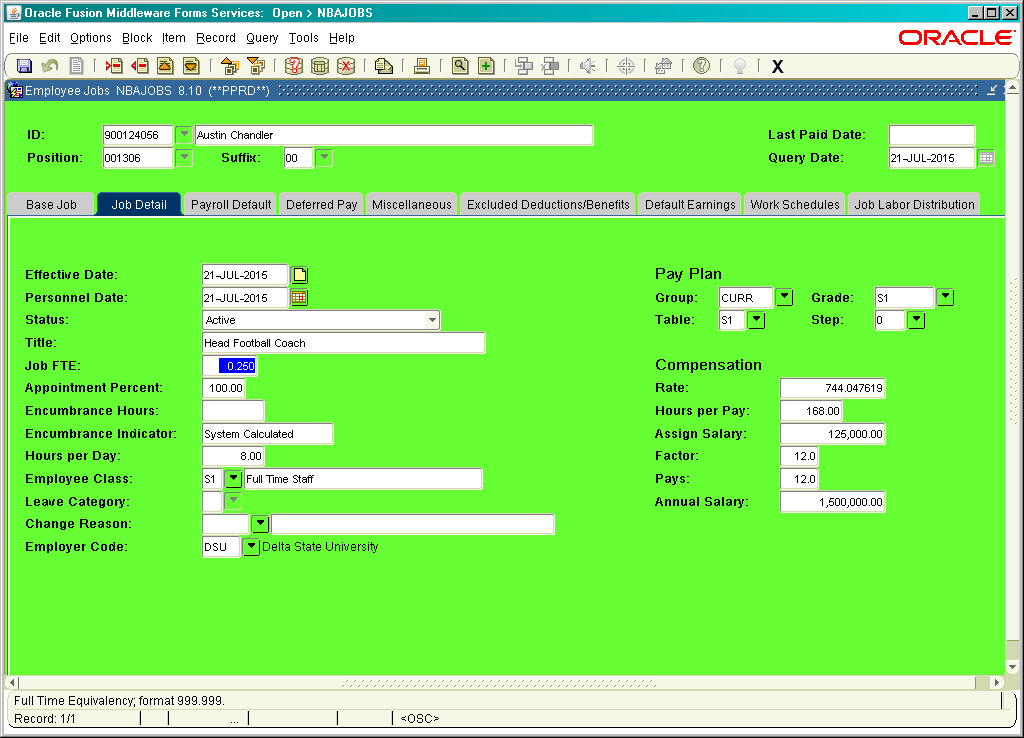 Oracle Fusion Middleware Forms Services: Open > NBAJOBS
File Edit Options Block Item Record Query Tools Help
ORACLE
X
Employee Jobs NBAJOBS 8.10 (**PPRD**)
ID: 900124056 Austin Chandler Last Paid Date:
Position: 001306 Suffix: 00 Query Date: 21-JUL-2015
Base Job Job Detail Payroll Default Deferred Pay Miscellaneous Excluded Deductions/Benefits Default Earnings Work Schedules Job Labor Distribution
Effective Date: 21-JUL-2015 Pay Plan
Personnel Date: 21-JUL-2015 Group: CURR Grade: S1
Status: Active Table: S1 Step: 0
Title: Head Football Coach
Job FTE: 0.250 Compensation
Appointment Percent: 100.00 Rate: 744.047619
Encumbrance Hours: Hours per Pay: 168.00
Encumbrance Indicator: System Calculated Assign Salary: 125,000.00
Hours per Day: 8.00 Factor: 12.0
Employee Class: S1 Full Time Staff Pays: 12.0
Leave Category: Annual Salary: 1,500,000.00
Change Reason:
Employer Code: DSU Delta State University
Full Time Equivalency; format 999.999.
Record: 1/1 ... <OSC>